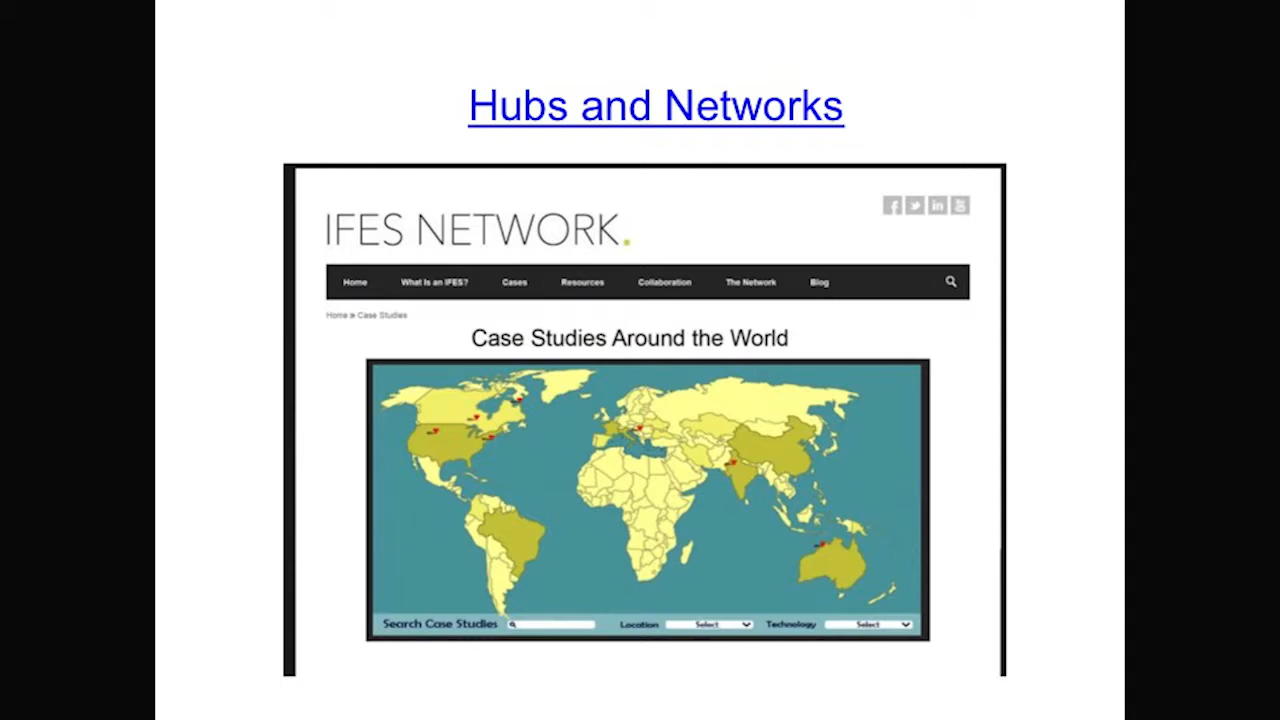 Hubs and Networks
IFES NETWORK.
Home What Is an IFES? Cases Resources Collaboration The Network Blog
Home » Case Studies
Case Studies Around the World
Search Case Studies Location Select Technology Select